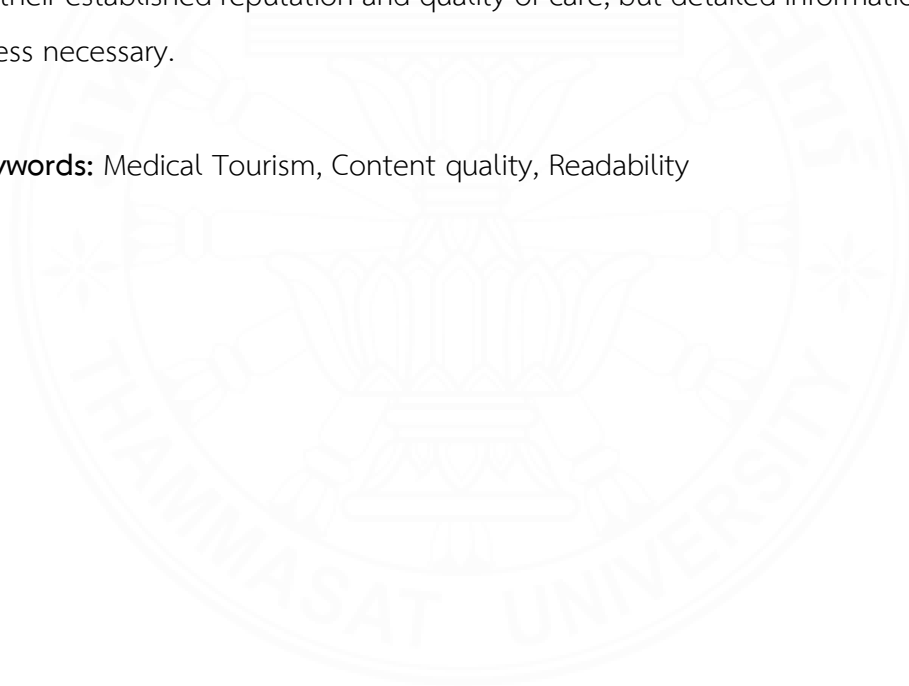 their established reputation and quality of care, but detailed informatio
ess necessary.
ywords: Medical Tourism, Content quality, Readability
THAMMASAT UNIVERSITY